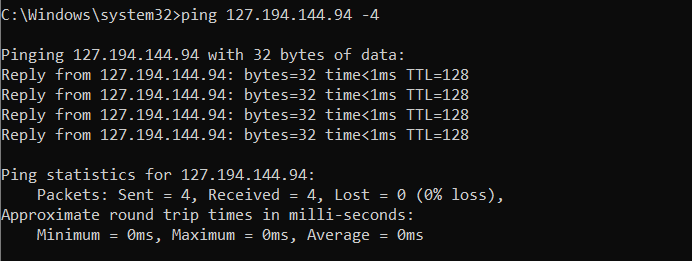 C:\Windows\system32>ping 127.194.144.94 -4
Pinging 127.194.144.94 with 32 bytes of data:
Reply from 127.194.144.94: bytes=32 time<1ms TTL=128
Reply from 127.194.144.94: bytes=32 time<1ms TTL=128
Reply from 127.194.144.94: bytes=32 time<1ms TTL=128
Reply from 127.194.144.94: bytes=32 time<1ms TTL=128
Ping statistics for 127.194.144.94:
    Packets: Sent = 4, Received = 4, Lost = 0 (0% loss),
Approximate round trip times in milli-seconds:
    Minimum = 0ms, Maximum = 0ms, Average = 0ms